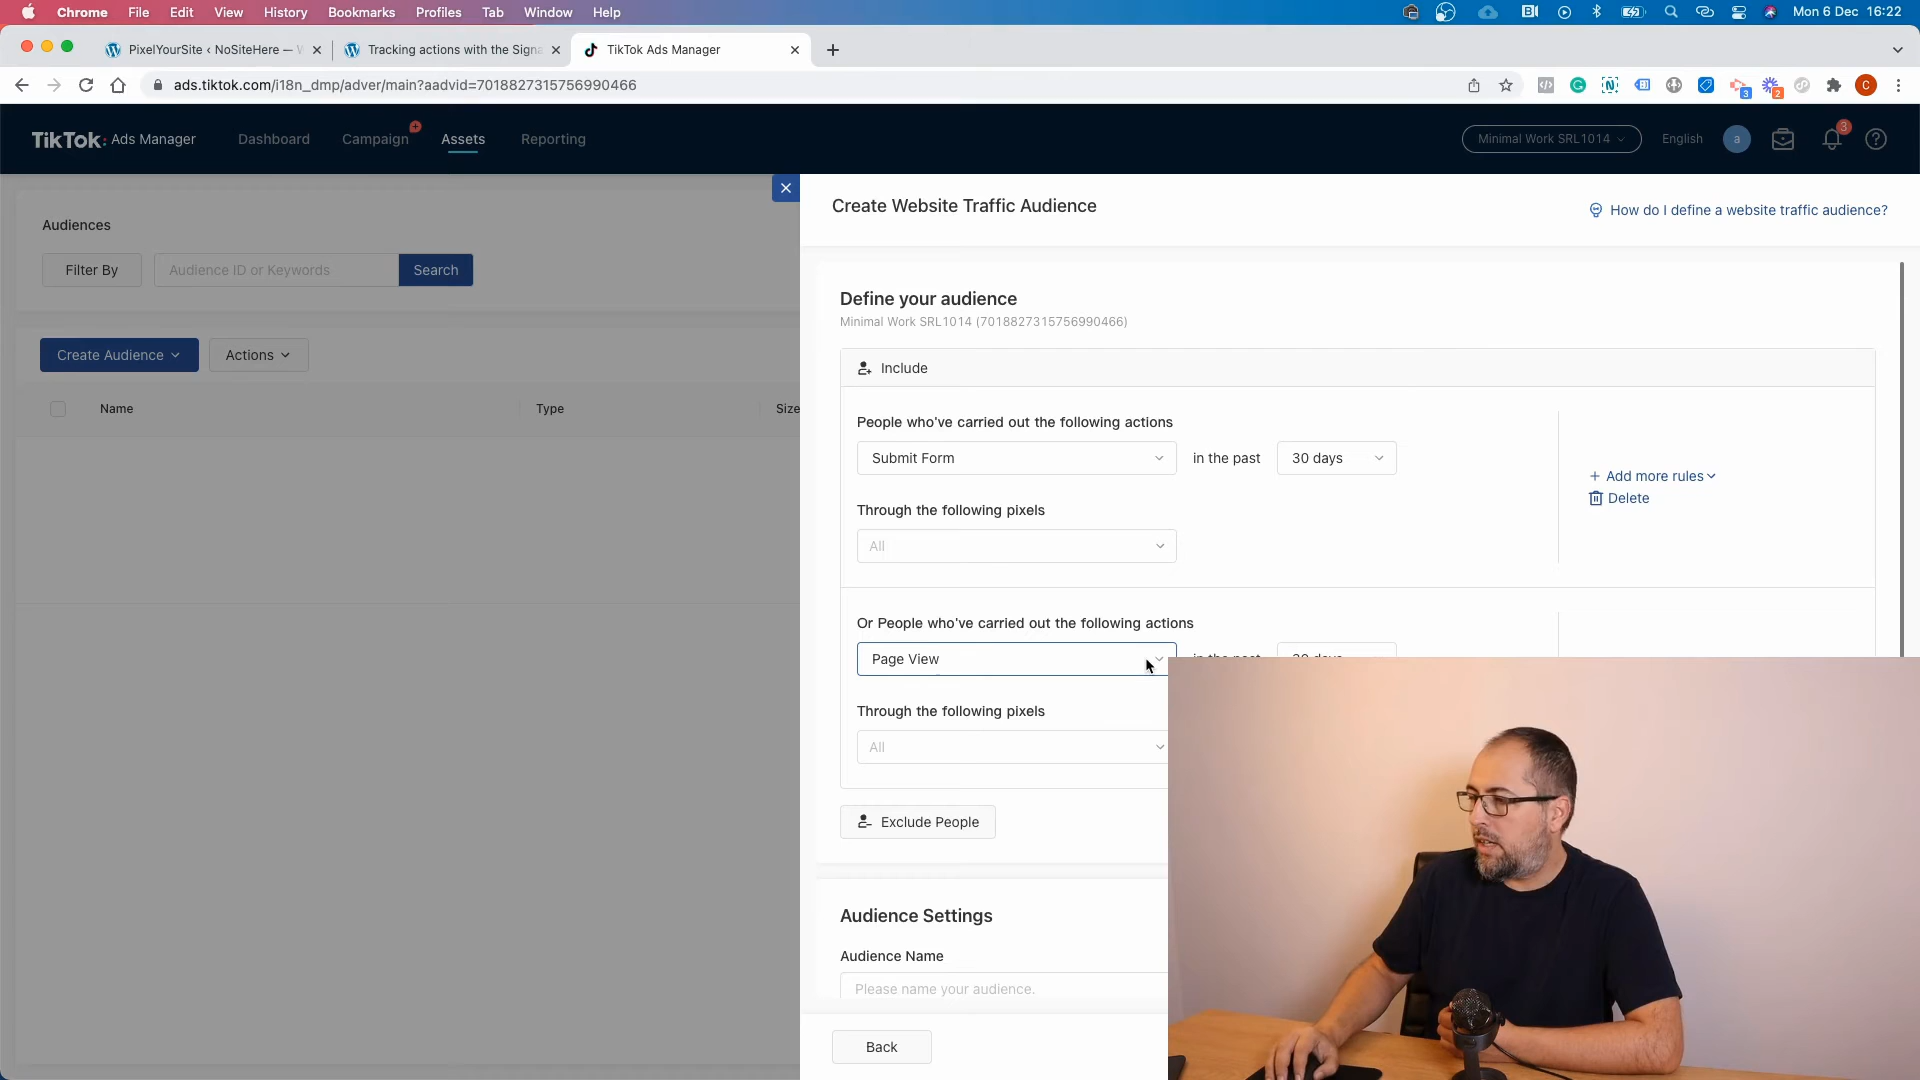 Chrome File Edit View History Bookmarks Profiles Tab Window Help Mon 6 Dec 16:22
PixelYourSite ‹ NoSiteHere — Tracking actions with the Signa TikTok Ads Manager
ads.tiktok.com/i18n_dmp/adver/main?aadvid=7018827315756990466
3 2 C
TikTok: Ads Manager Dashboard Campaign Assets Reporting Minimal Work SRL1014 English a 3
Create Website Traffic Audience
How do I define a website traffic audience?
Audiences
Filter By Audience ID or Keywords Search
Create Audience Actions
Name Type Size
Define your audience
Minimal Work SRL1014 (7018827315756990466)
Include
People who've carried out the following actions
Submit Form in the past 30 days
+ Add more rules
Delete
Through the following pixels
All
Or People who've carried out the following actions
Page View
Through the following pixels
All
Exclude People
Audience Settings
Audience Name
Please name your audience.
Back